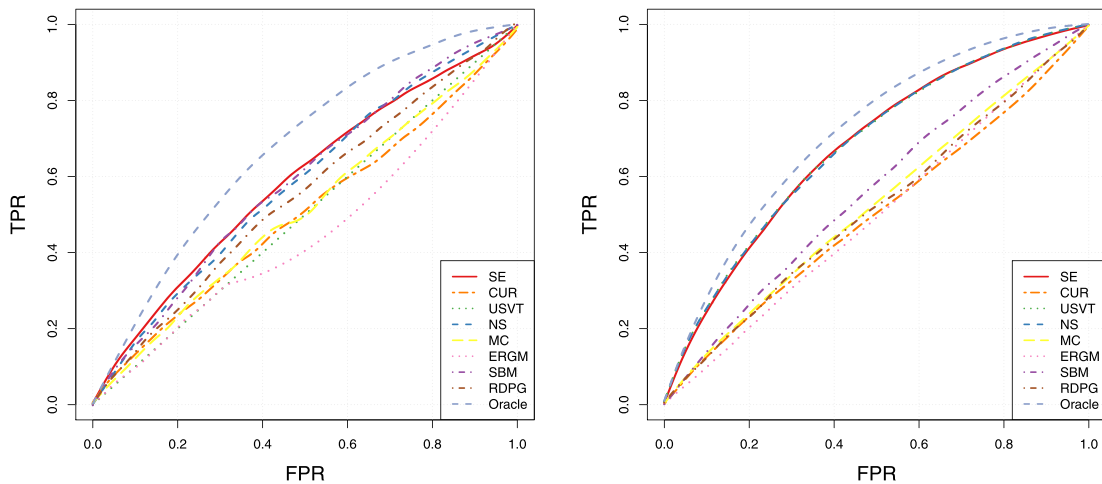 1.0
0.8
0.6
0.4
0.2
0.0
TPR
0.0 0.2 0.4 0.6 0.8 1.0
FPR
SE
CUR
USVT
NS
MC
ERGM
SBM
RDPG
Oracle
1.0
0.8
0.6
0.4
0.2
0.0
TPR
0.0 0.2 0.4 0.6 0.8 1.0
FPR
SE
CUR
USVT
NS
MC
ERGM
SBM
RDPG
Oracle